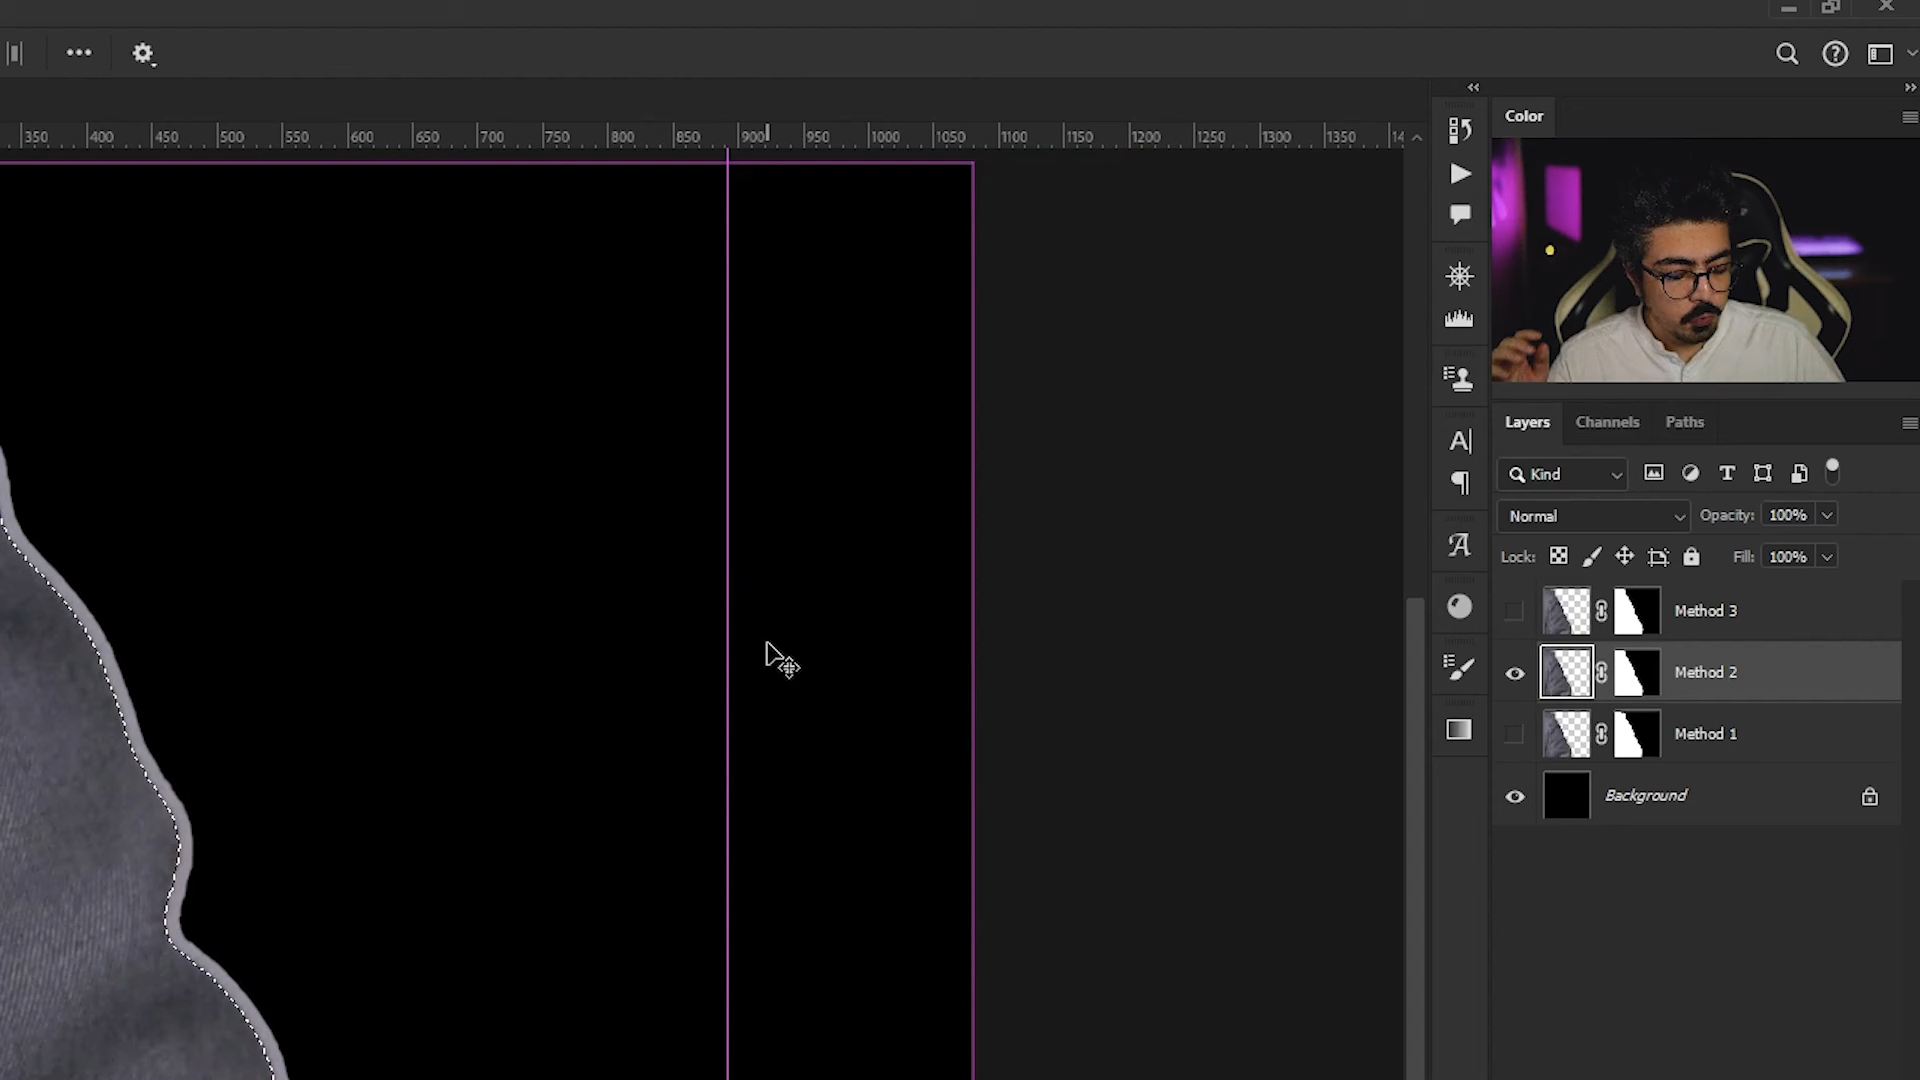 350 400 450 500 550 600 650 700 750 800 850 900 950 1000 1050 1100 1150 1200 1250 1300 1350 14
Color
Layers Channels Paths
Kind
Normal Opacity: 100%
Lock: Fill: 100%
Method 3
Method 2
Method 1
Background